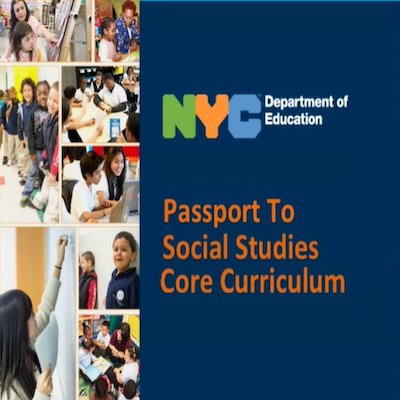 NYC Department of
Education
Passport To
Social Studies
Core Curriculum